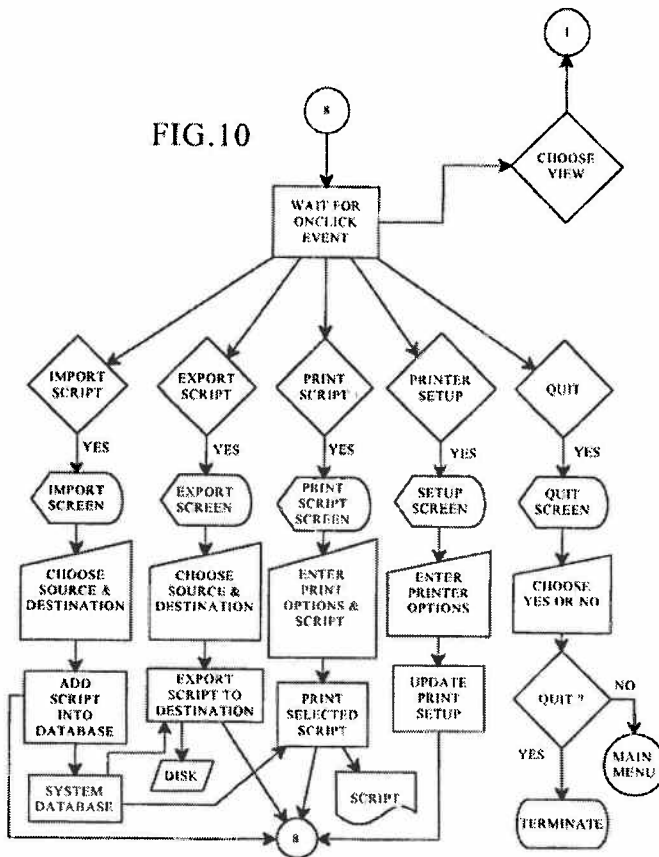 1
8
FIG.10
CHOOSE
VIEW
WAIT FOR
ONCLICK
EVENT
IMPORT
SCRIPT
EXPORT
SCRIPT
PRINT
SCRIPT
PRINTER
SETUP
QUIT
YES
YES
YES
YES
YES
IMPORT
SCREEN
EXPORT
SCREEN
PRINT
SCRIPT
SCREEN
SETUP
SCREEN
QUIT
SCREEN
CHOOSE
SOURCE &
DESTINATION
CHOOSE
SOURCE &
DESTINATION
ENTER
PRINT
OPTIONS &
SCRIPT
ENTER
PRINTER
OPTIONS
CHOOSE
YES OR NO
ADD
SCRIPT
INTO
DATABASE
EXPORT
SCRIPT TO
DESTINATION
PRINT
SELECTED
SCRIPT
UPDATE
PRINT
SETUP
QUIT ?
NO
YES
MAIN
MENU
SYSTEM
DATABASE
DISK
SCRIPT
8
TERMINATE